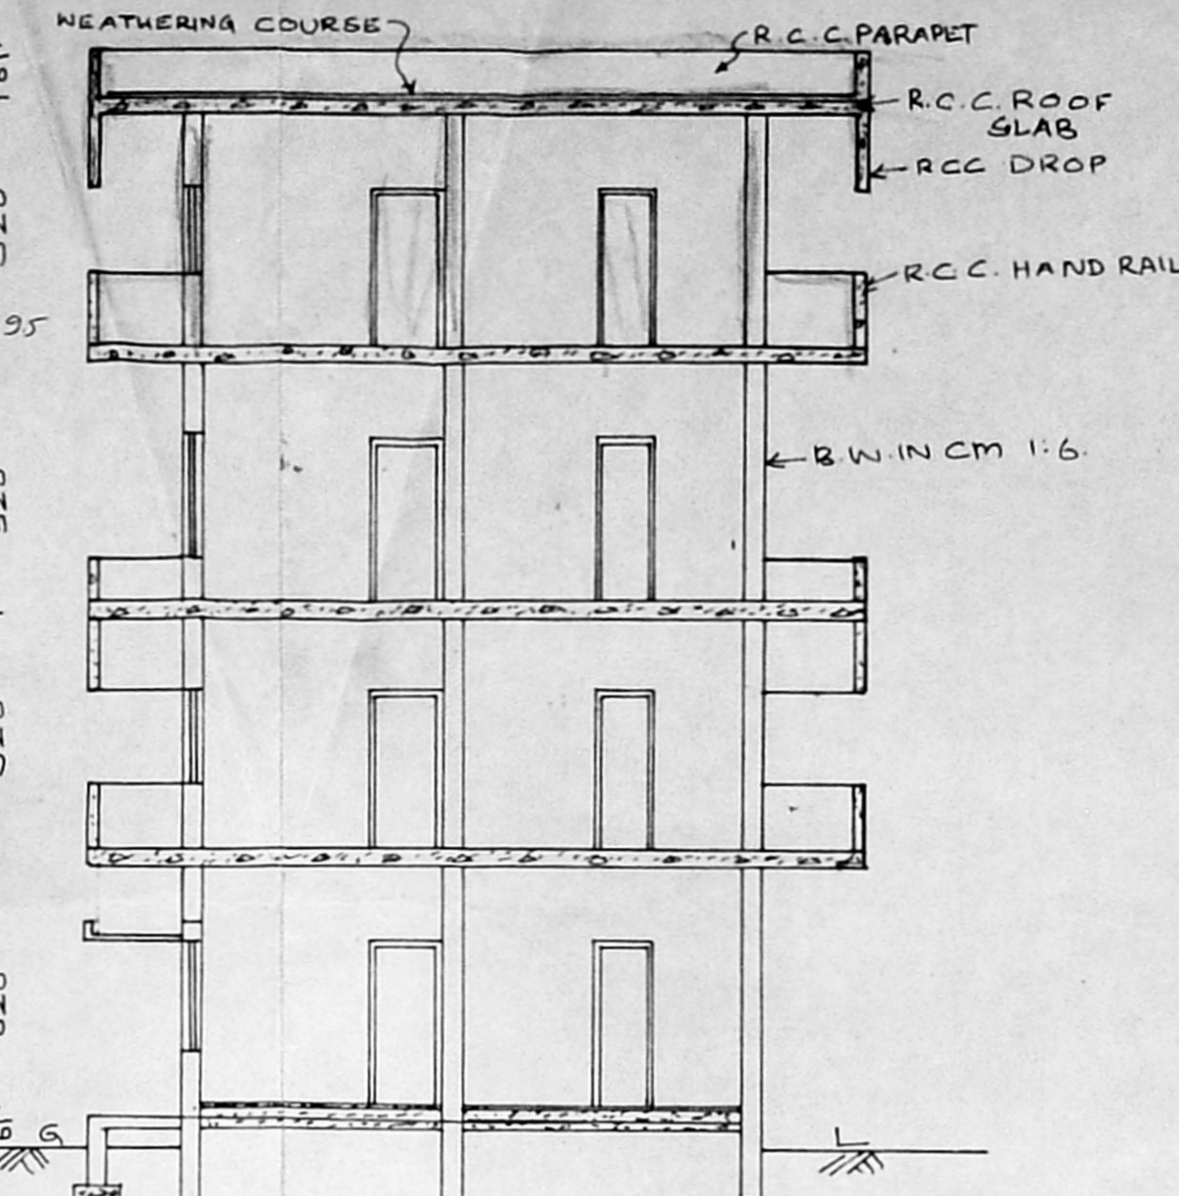 WEATHERING COURSE
R.C.C. PARAPET
R.C.C. ROOF
SLAB
RCC DROP
R.C.C. HAND RAIL
95
B.W. IN CM 1:6.
G
L